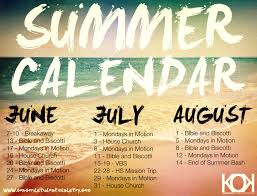 SUMMER
CALENDAR
JUNE
7-10 - Breakaway
13 - Bible and Biscotti
17 - Mondays in Motion
20 - Bible and Biscotti
24 - Mondays in Motion
27 - Bible and Biscotti
JULY
1 - Mondays in Motion
3 - House Church
8 - Mondays in Motion
11 - Bible and Biscotti
15-19 - VBS
22-28 - HS Mission Trip
29 - Mondays in Motion
31 - House Church
AUGUST
1 - Bible and Biscotti
5 - Mondays in Motion
8 - Bible and Biscotti
12 - Mondays in Motion
14 - End of Summer Bash
KOK